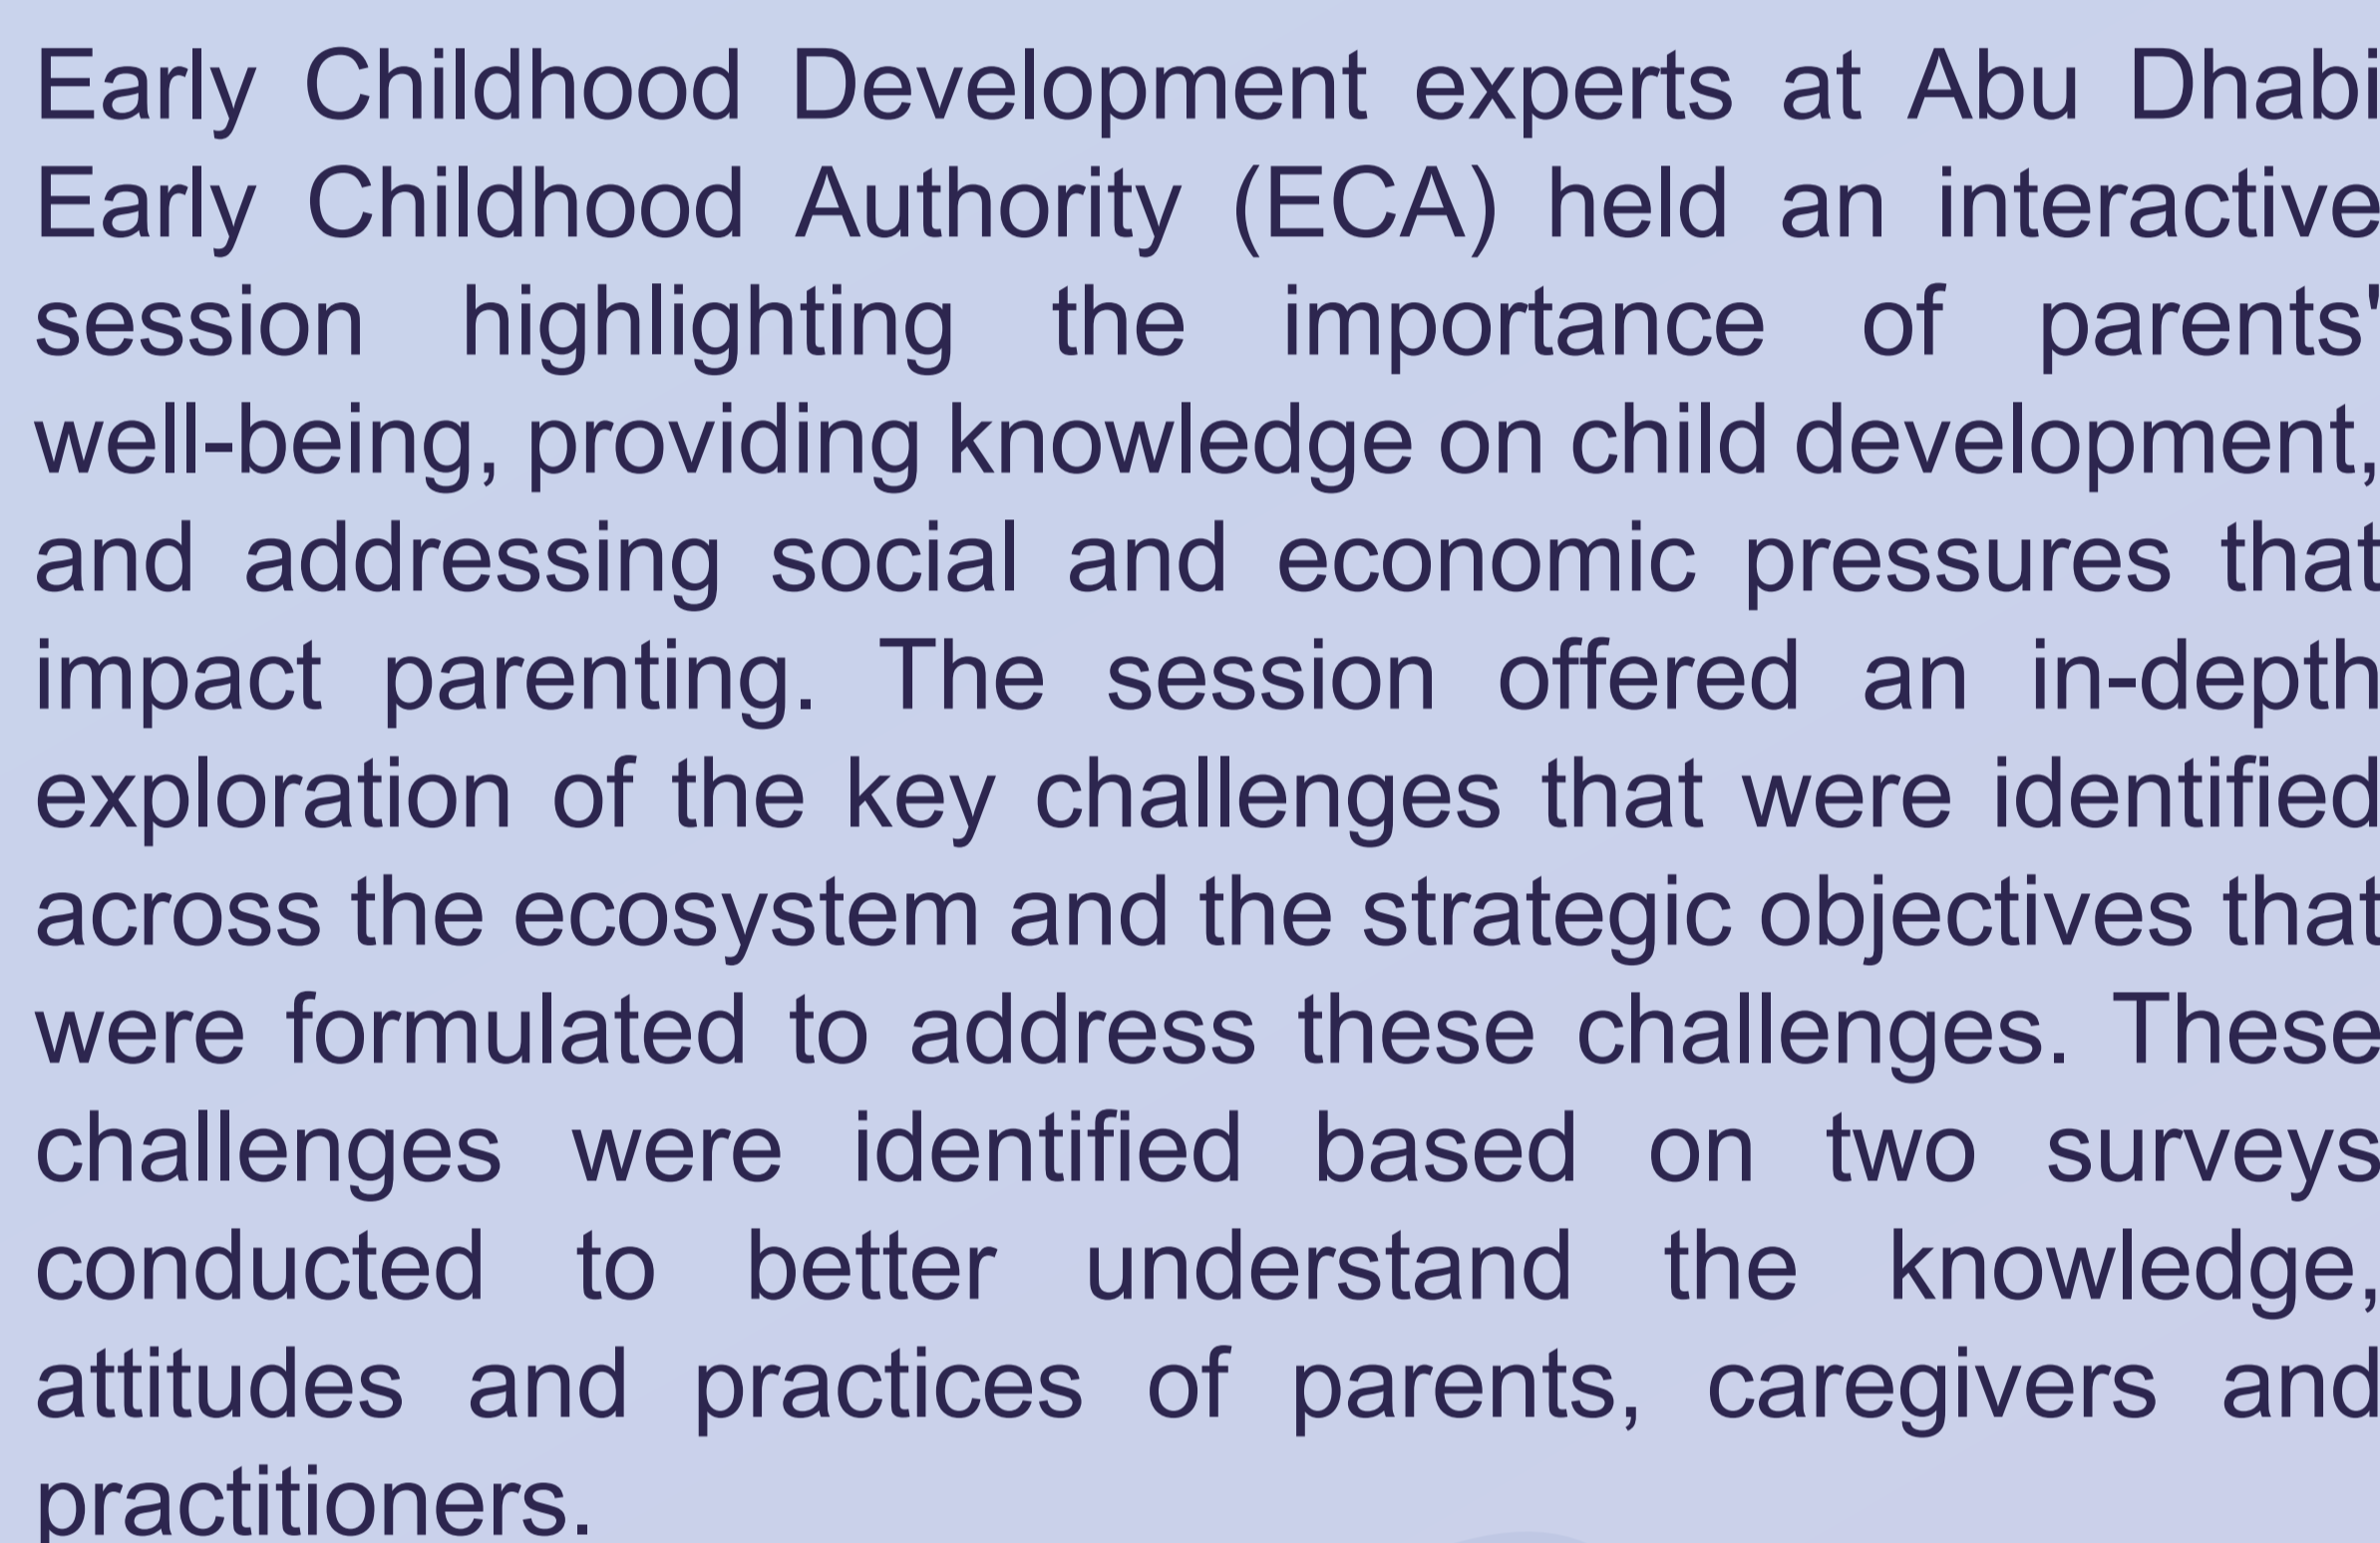 Early Childhood Development experts at Abu Dhabi
Early Childhood Authority (ECA) held an interactive
session highlighting the importance of parents'
well-being, providing knowledge on child development,
and addressing social and economic pressures that
impact parenting. The session offered an in-depth
exploration of the key challenges that were identified
across the ecosystem and the strategic objectives that
were formulated to address these challenges. These
challenges were identified based on two surveys
conducted to better understand the knowledge,
attitudes and practices of parents, caregivers and
practitioners.